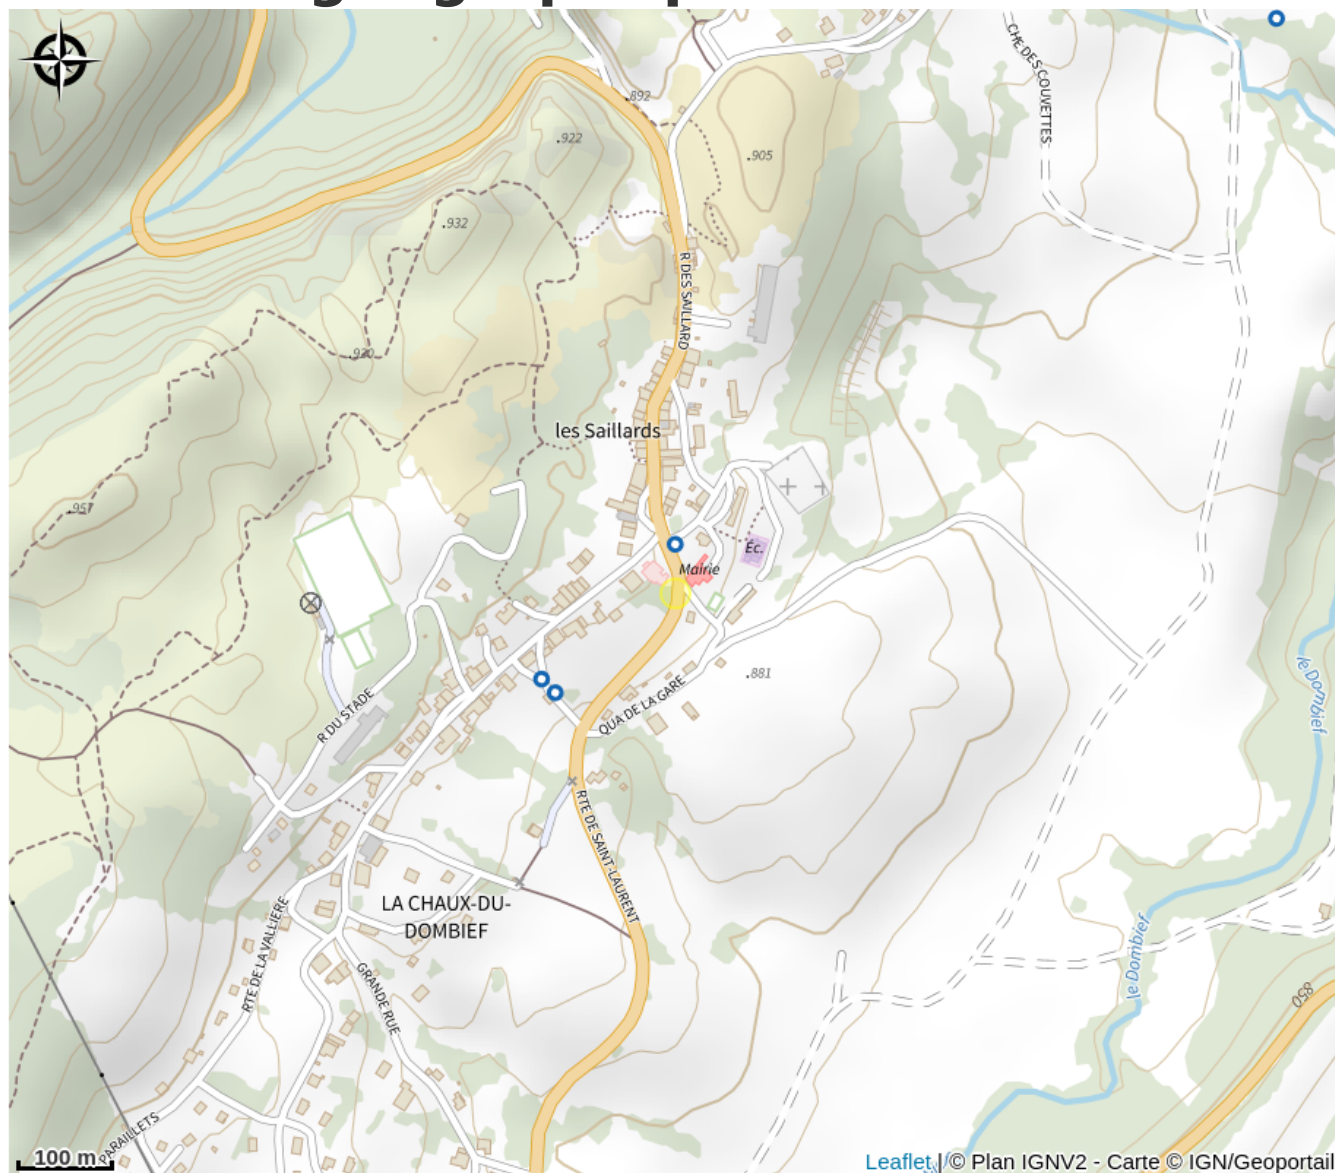 CHE DES COUVETTES
.892
.922
.905
.932
R DES SAILLARD
.930
les Saillards
.957
Éc.
Mairie
.881
le Dombief
QUA DE LA GARE
R DU STADE
RTE DE SAINT-LAURENT
LA CHAUX-DU-
DOMBIEF
RTE DE LA VALLIERE
GRANDE RUE
le Dombief
850
PARAILLETS
100 m
Leaflet | © Plan IGNV2 - Carte © IGN/Geoportail